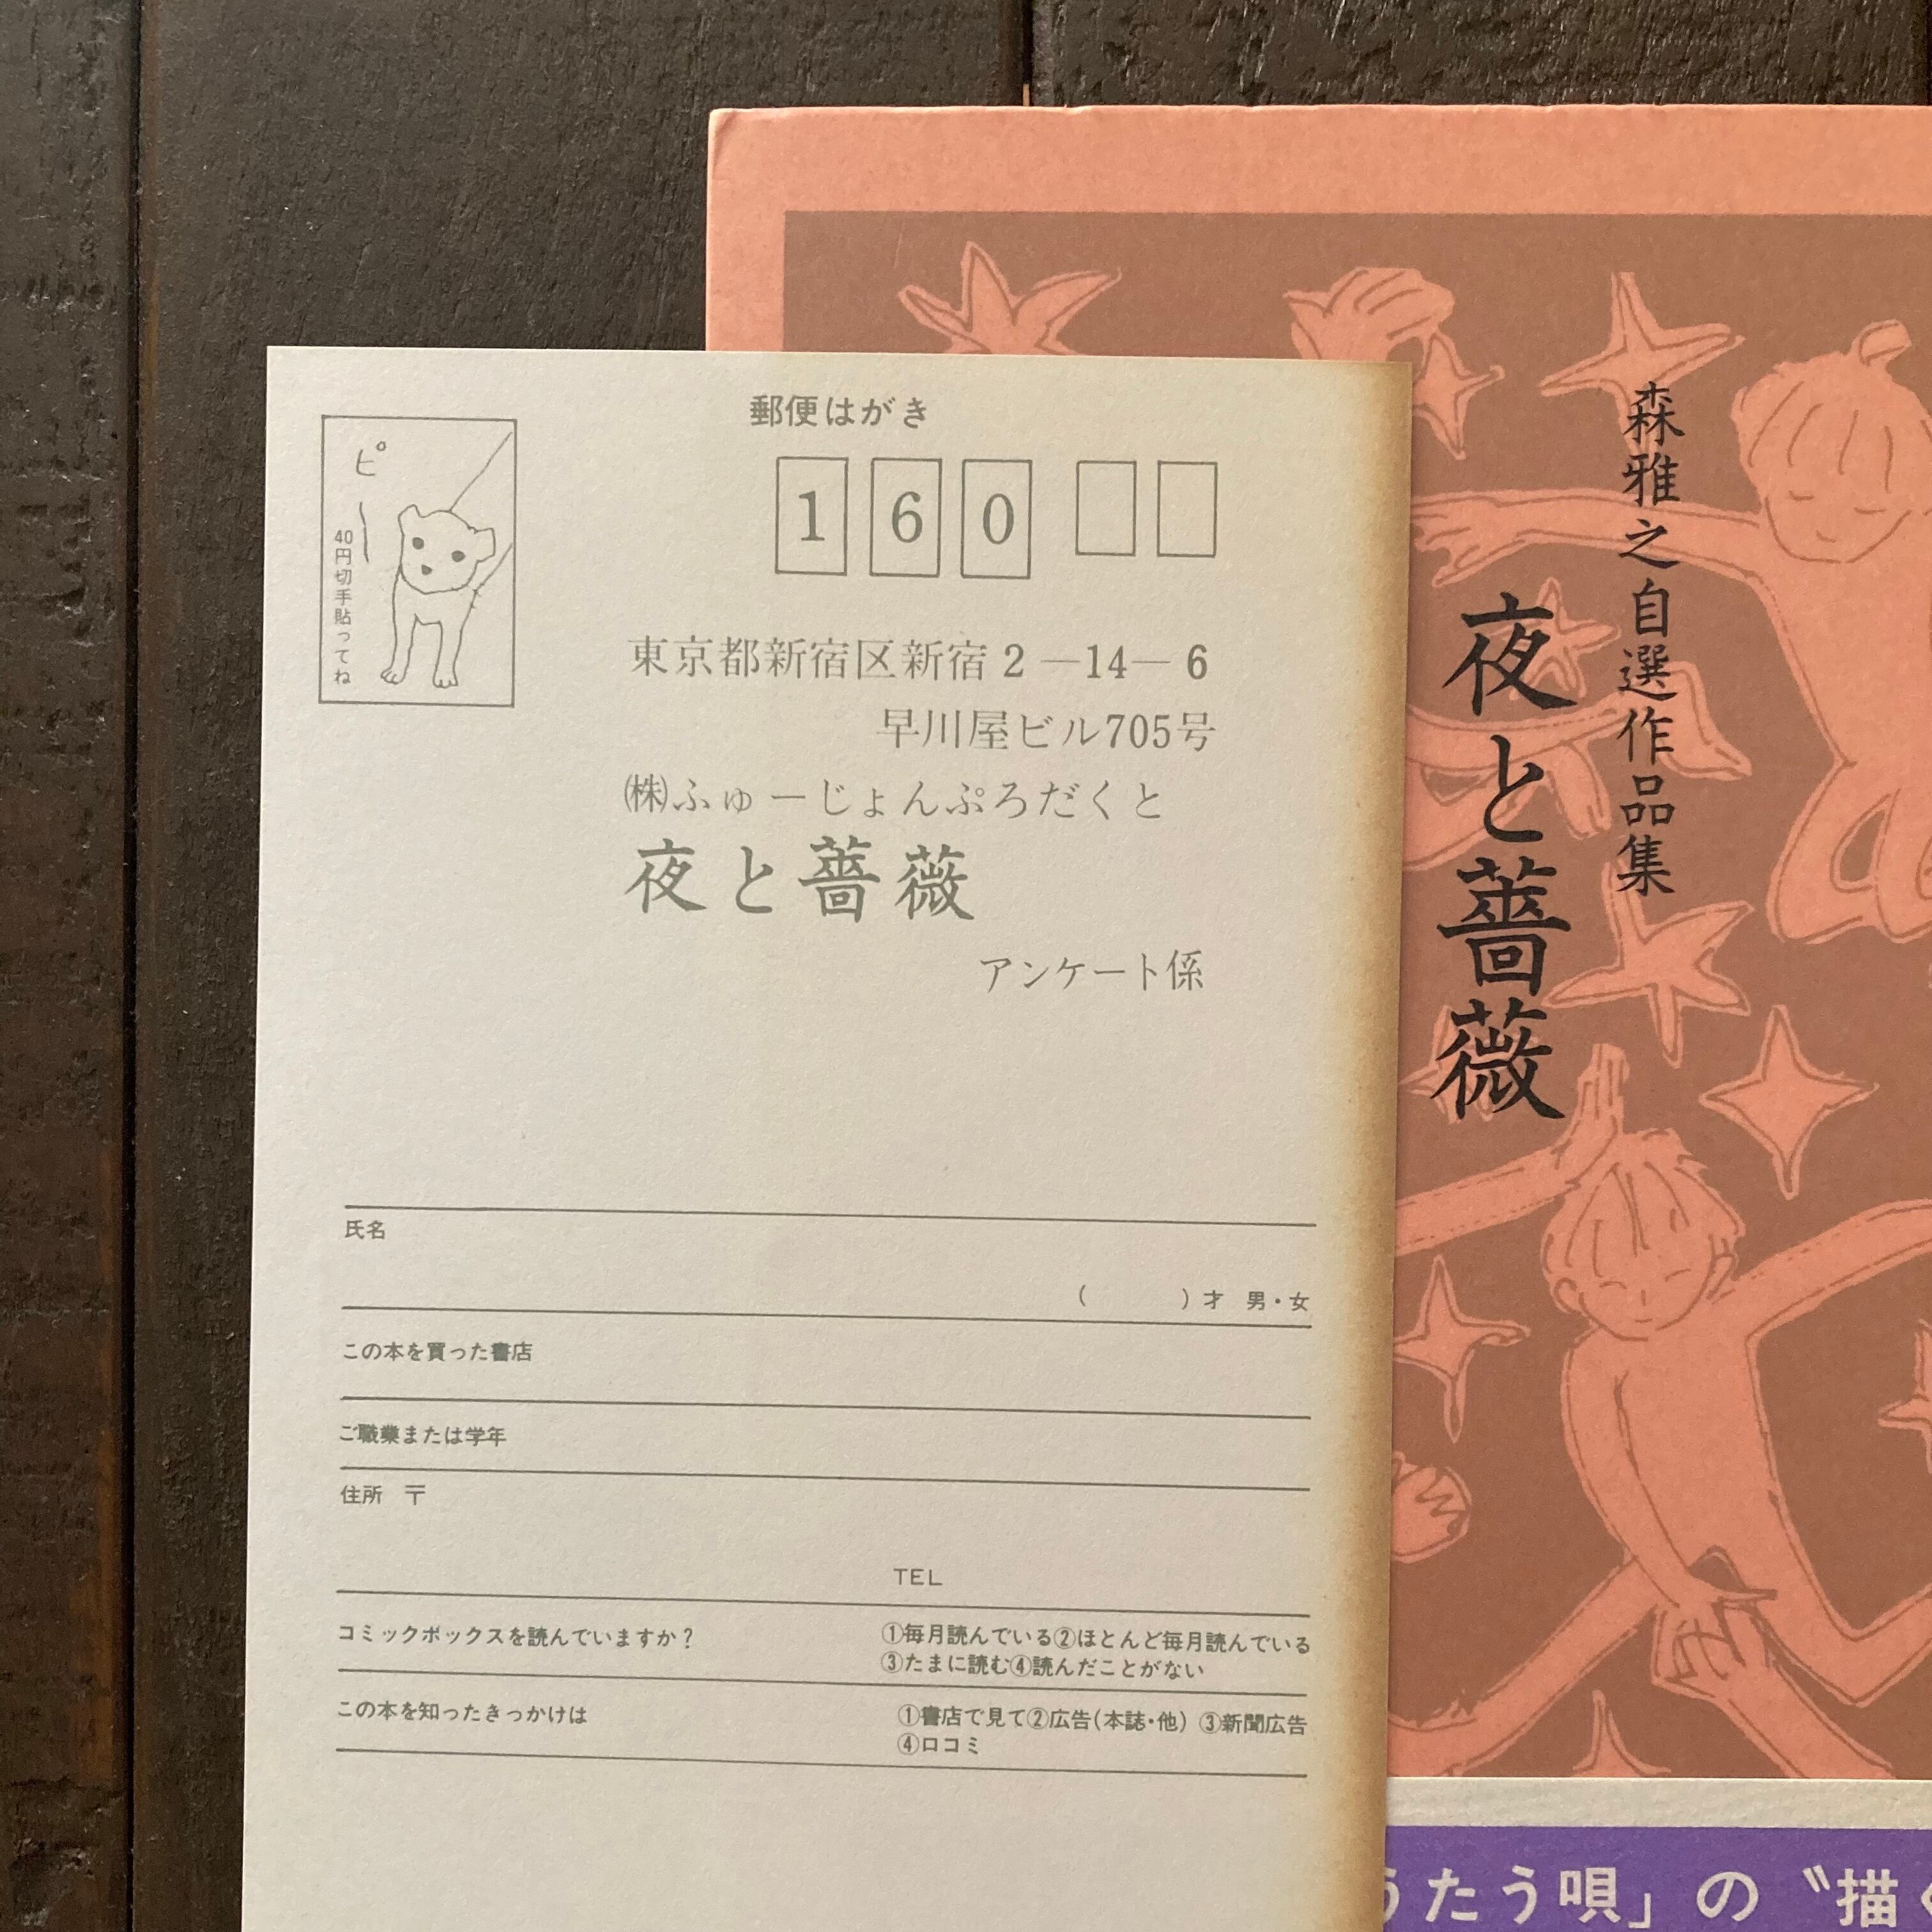 郵便はがき
ピー
40円切手貼ってね
160
東京都新宿区新宿2―14―6
早川屋ビル705号
㈱ふゅーじょんぷろだくと
夜と薔薇
アンケート係
氏名
(　　)才　男・女
この本を買った書店
ご職業または学年
住所　〒
TEL
コミックボックスを読んでいますか？
①毎月読んでいる②ほとんど毎月読んでいる
③たまに読む④読んだことがない
この本を知ったきっかけは
①書店で見て②広告(本誌・他)③新聞広告
④口コミ
森雅之自選作品集
夜と薔薇
うたう唄」の〝描